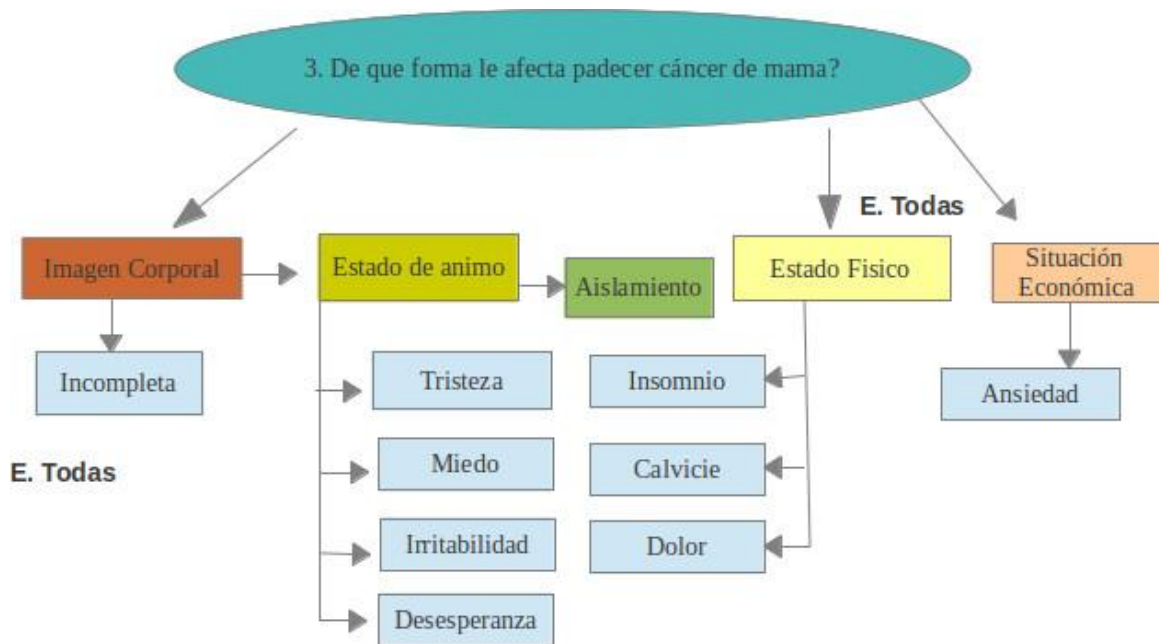 3. De que forma le afecta padecer cáncer de mama?
E. Todas
Imagen Corporal
Estado de animo
Aislamiento
Estado Fisico
Situación
Económica
Incompleta
Tristeza
Insomnio
Ansiedad
E. Todas
Miedo
Calvicie
Irritabilidad
Dolor
Desesperanza